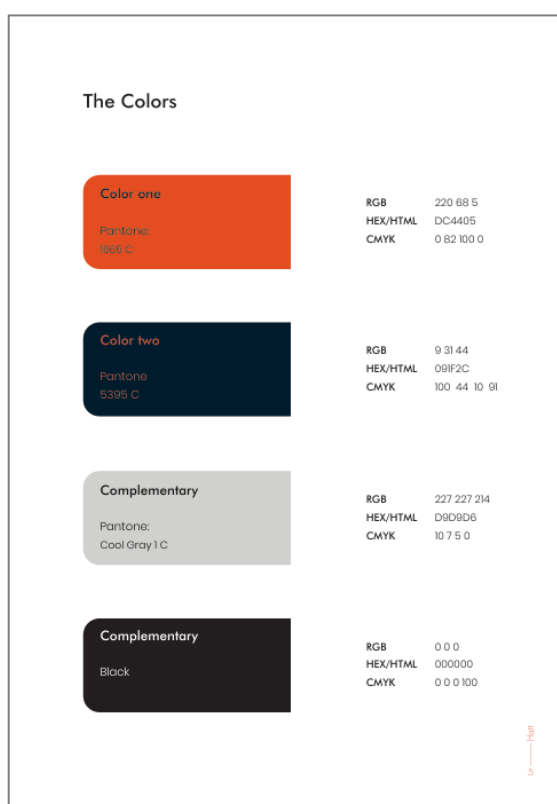 The Colors
Color one
Pantone:
1665 C
RGB 220 68 5
HEX/HTML DC4405
CMYK 0 82 100 0
Color two
Pantone
5395 C
RGB 9 31 44
HEX/HTML 091F2C
CMYK 100 44 10 91
Complementary
Pantone:
Cool Gray 1 C
RGB 227 227 214
HEX/HTML D9D9D6
CMYK 10 7 5 0
Complementary
Black
RGB 0 0 0
HEX/HTML 000000
CMYK 0 0 0 100
5